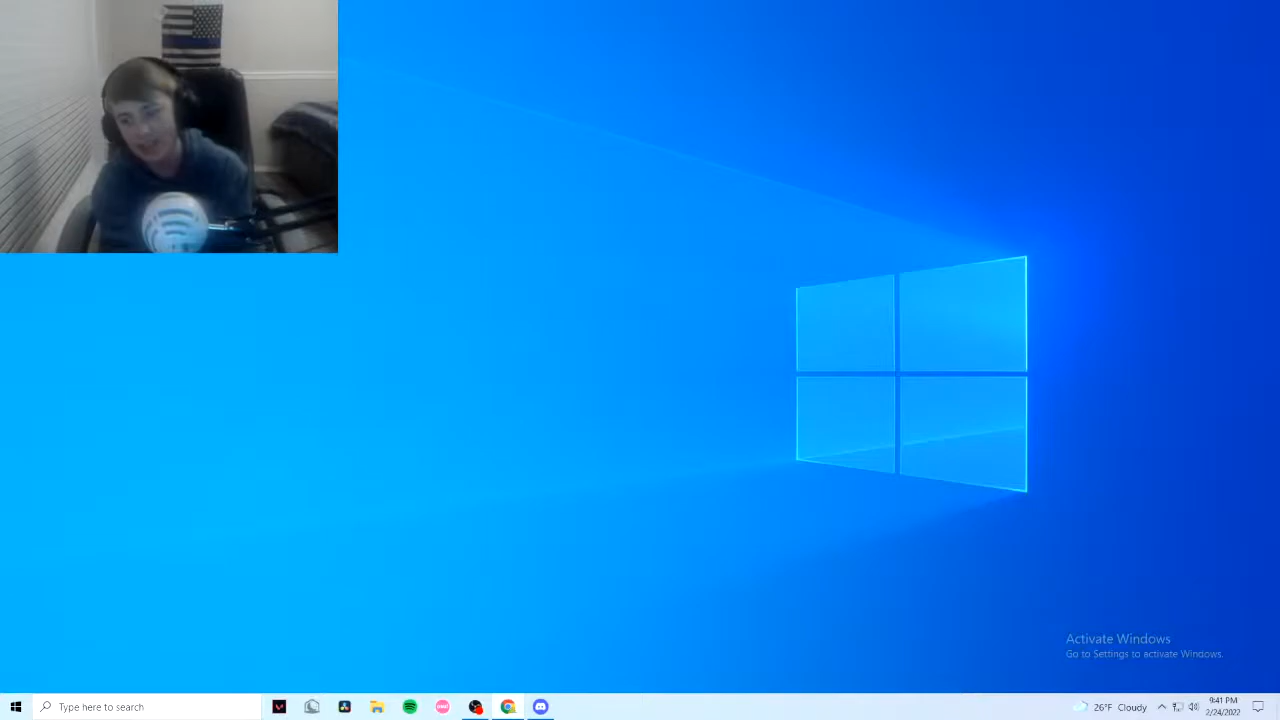 Activate Windows
Go to Settings to activate Windows.
Type here to search
26°F Cloudy
9:41 PM
2/24/2022